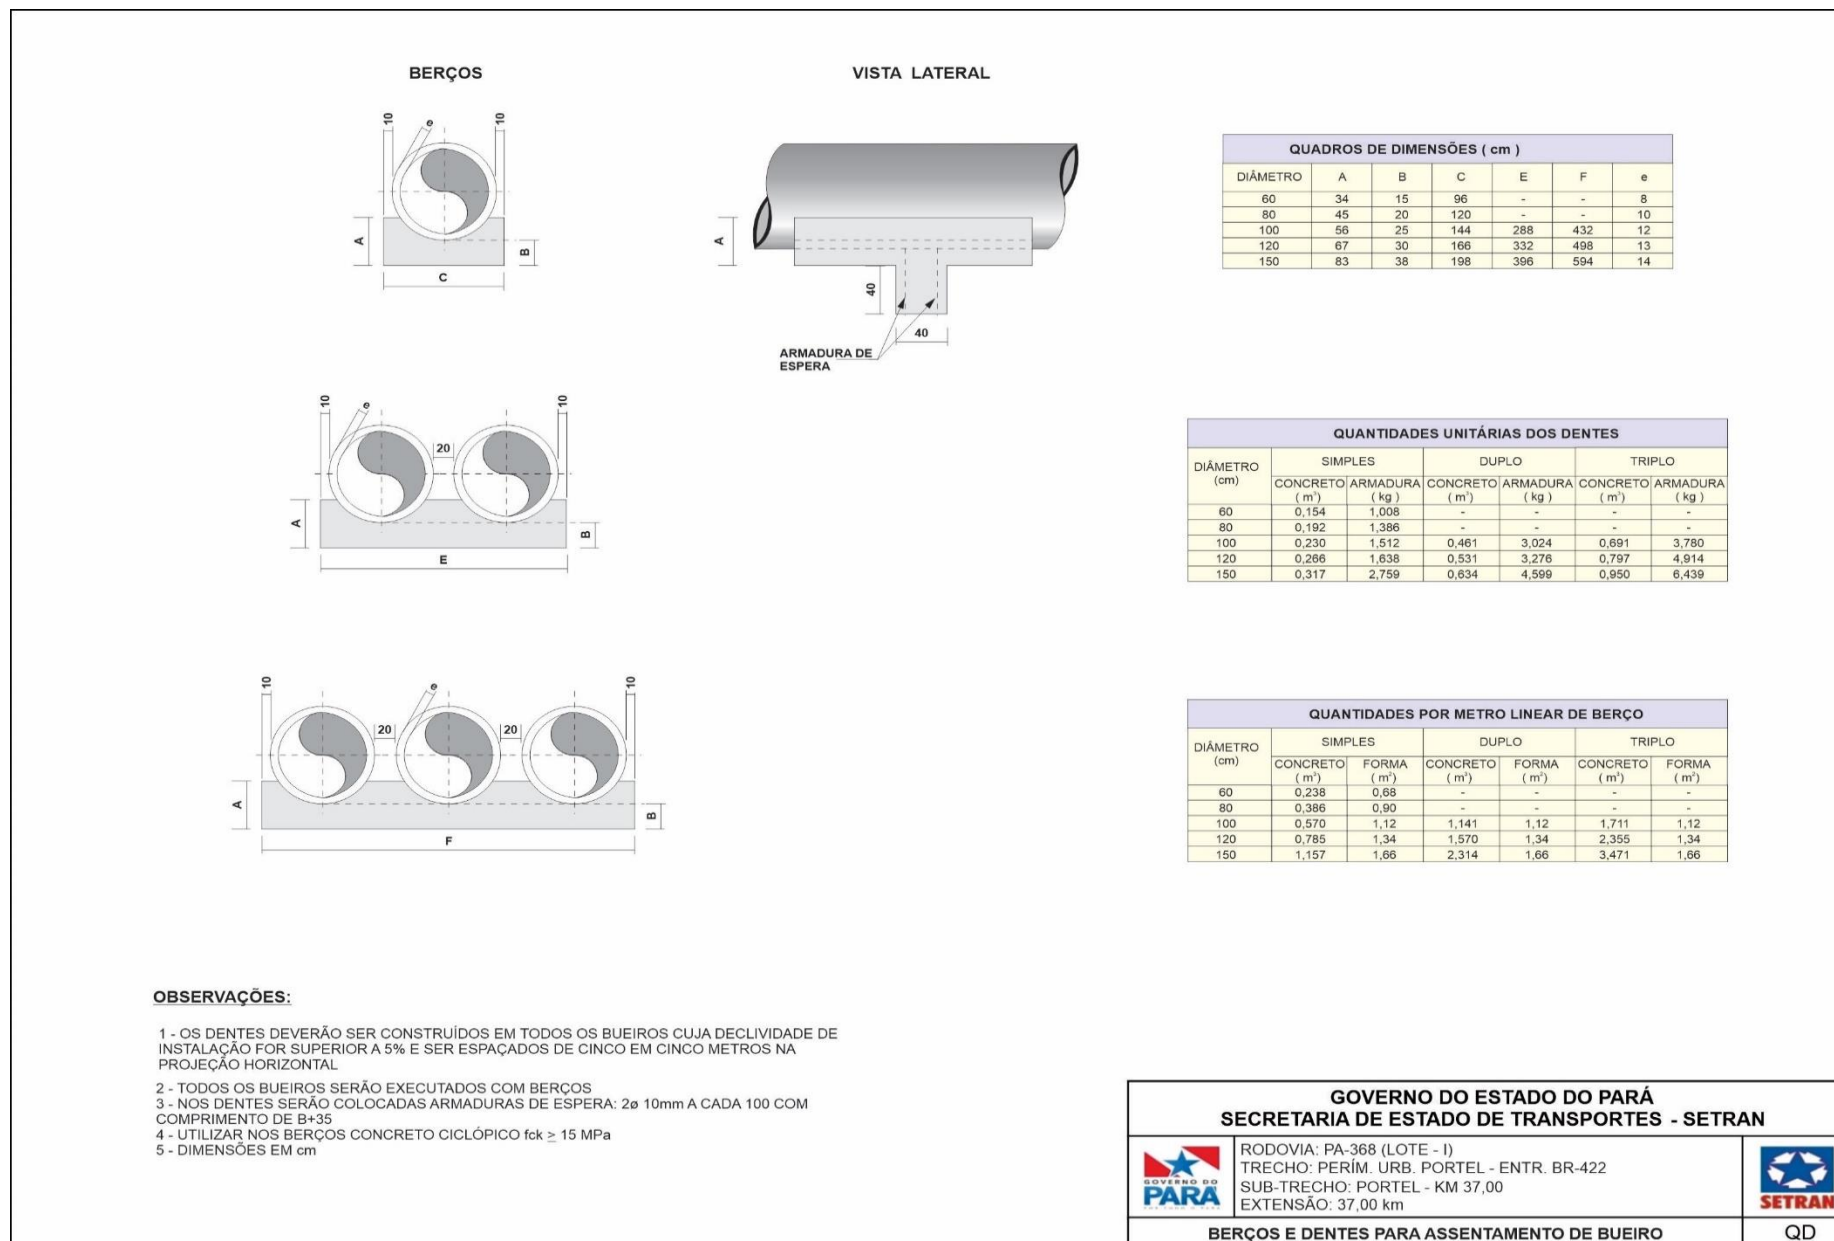 BERÇOS
VISTA LATERAL
10
e
10
A
B
C
A
40
40
ARMADURA DE
ESPERA
QUADROS DE DIMENSÕES ( cm )
DIÂMETRO A B C E F e
60 34 15 96 - - 8
80 45 20 120 - - 10
100 56 25 144 288 432 12
120 67 30 166 332 498 13
150 83 38 198 396 594 14
10
e
20
10
A
B
E
QUANTIDADES UNITÁRIAS DOS DENTES
DIÂMETRO (cm) SIMPLES DUPLO TRIPLO
CONCRETO ( m³) ARMADURA ( kg ) CONCRETO ( m³) ARMADURA ( kg ) CONCRETO ( m³) ARMADURA ( kg )
60 0,154 1,008 - - - -
80 0,192 1,386 - - - -
100 0,230 1,512 0,461 3,024 0,691 3,780
120 0,266 1,638 0,531 3,276 0,797 4,914
150 0,317 2,759 0,634 4,599 0,950 6,439
10
20
e
20
10
A
B
F
QUANTIDADES POR METRO LINEAR DE BERÇO
DIÂMETRO (cm) SIMPLES DUPLO TRIPLO
CONCRETO ( m³) FORMA ( m²) CONCRETO ( m³) FORMA ( m²) CONCRETO ( m³) FORMA ( m²)
60 0,238 0,68 - - - -
80 0,386 0,90 - - - -
100 0,570 1,12 1,141 1,12 1,711 1,12
120 0,785 1,34 1,570 1,34 2,355 1,34
150 1,157 1,66 2,314 1,66 3,471 1,66
OBSERVAÇÕES:
1 - OS DENTES DEVERÃO SER CONSTRUÍDOS EM TODOS OS BUEIROS CUJA DECLIVIDADE DE
INSTALAÇÃO FOR SUPERIOR A 5% E SER ESPAÇADOS DE CINCO EM CINCO METROS NA
PROJEÇÃO HORIZONTAL
2 - TODOS OS BUEIROS SERÃO EXECUTADOS COM BERÇOS
3 - NOS DENTES SERÃO COLOCADAS ARMADURAS DE ESPERA: 2ø 10mm A CADA 100 COM
COMPRIMENTO DE B+35
4 - UTILIZAR NOS BERÇOS CONCRETO CICLÓPICO fck ≥ 15 MPa
5 - DIMENSÕES EM cm
GOVERNO DO ESTADO DO PARÁ
SECRETARIA DE ESTADO DE TRANSPORTES - SETRAN
GOVERNO DO
PARÁ
RODOVIA: PA-368 (LOTE - I)
TRECHO: PERÍM. URB. PORTEL - ENTR. BR-422
SUB-TRECHO: PORTEL - KM 37,00
EXTENSÃO: 37,00 km
SETRAN
BERÇOS E DENTES PARA ASSENTAMENTO DE BUEIRO
QD